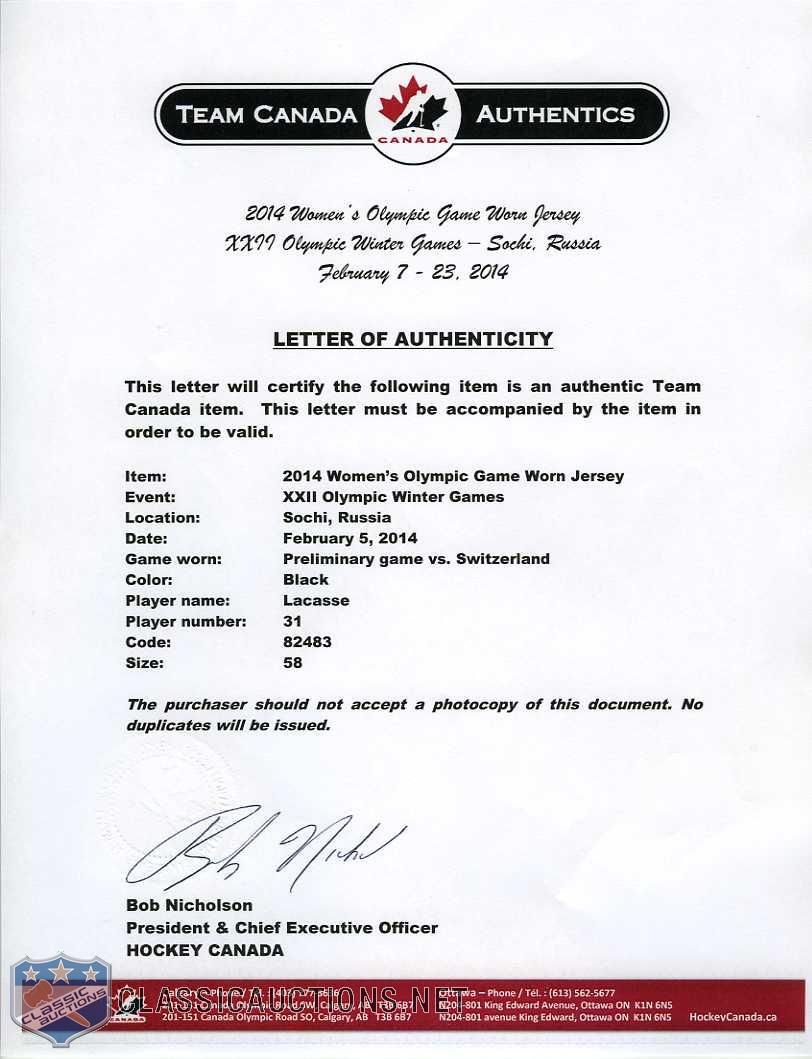 TEAM CANADA AUTHENTICS
CANADA
2014 Women's Olympic Game Worn Jersey
XXII Olympic Winter Games – Sochi, Russia
February 7 - 23, 2014
LETTER OF AUTHENTICITY
This letter will certify the following item is an authentic Team
Canada item. This letter must be accompanied by the item in
order to be valid.
Item: 2014 Women's Olympic Game Worn Jersey
Event: XXII Olympic Winter Games
Location: Sochi, Russia
Date: February 5, 2014
Game worn: Preliminary game vs. Switzerland
Color: Black
Player name: Lacasse
Player number: 31
Code: 82483
Size: 58
The purchaser should not accept a photocopy of this document. No
duplicates will be issued.
Bob Nicholson
President & Chief Executive Officer
HOCKEY CANADA
CLASSIC AUCTIONS
CLASSICAUCTIONS.NET
CANADA
201-151 Canada Olympic Road SO, Calgary, AB T3B 6B7
Ottawa – Phone / Tél. : (613) 562-5677
N204-801 King Edward Avenue, Ottawa ON K1N 6N5
N204-801 avenue King Edward, Ottawa ON K1N 6N5
HockeyCanada.ca